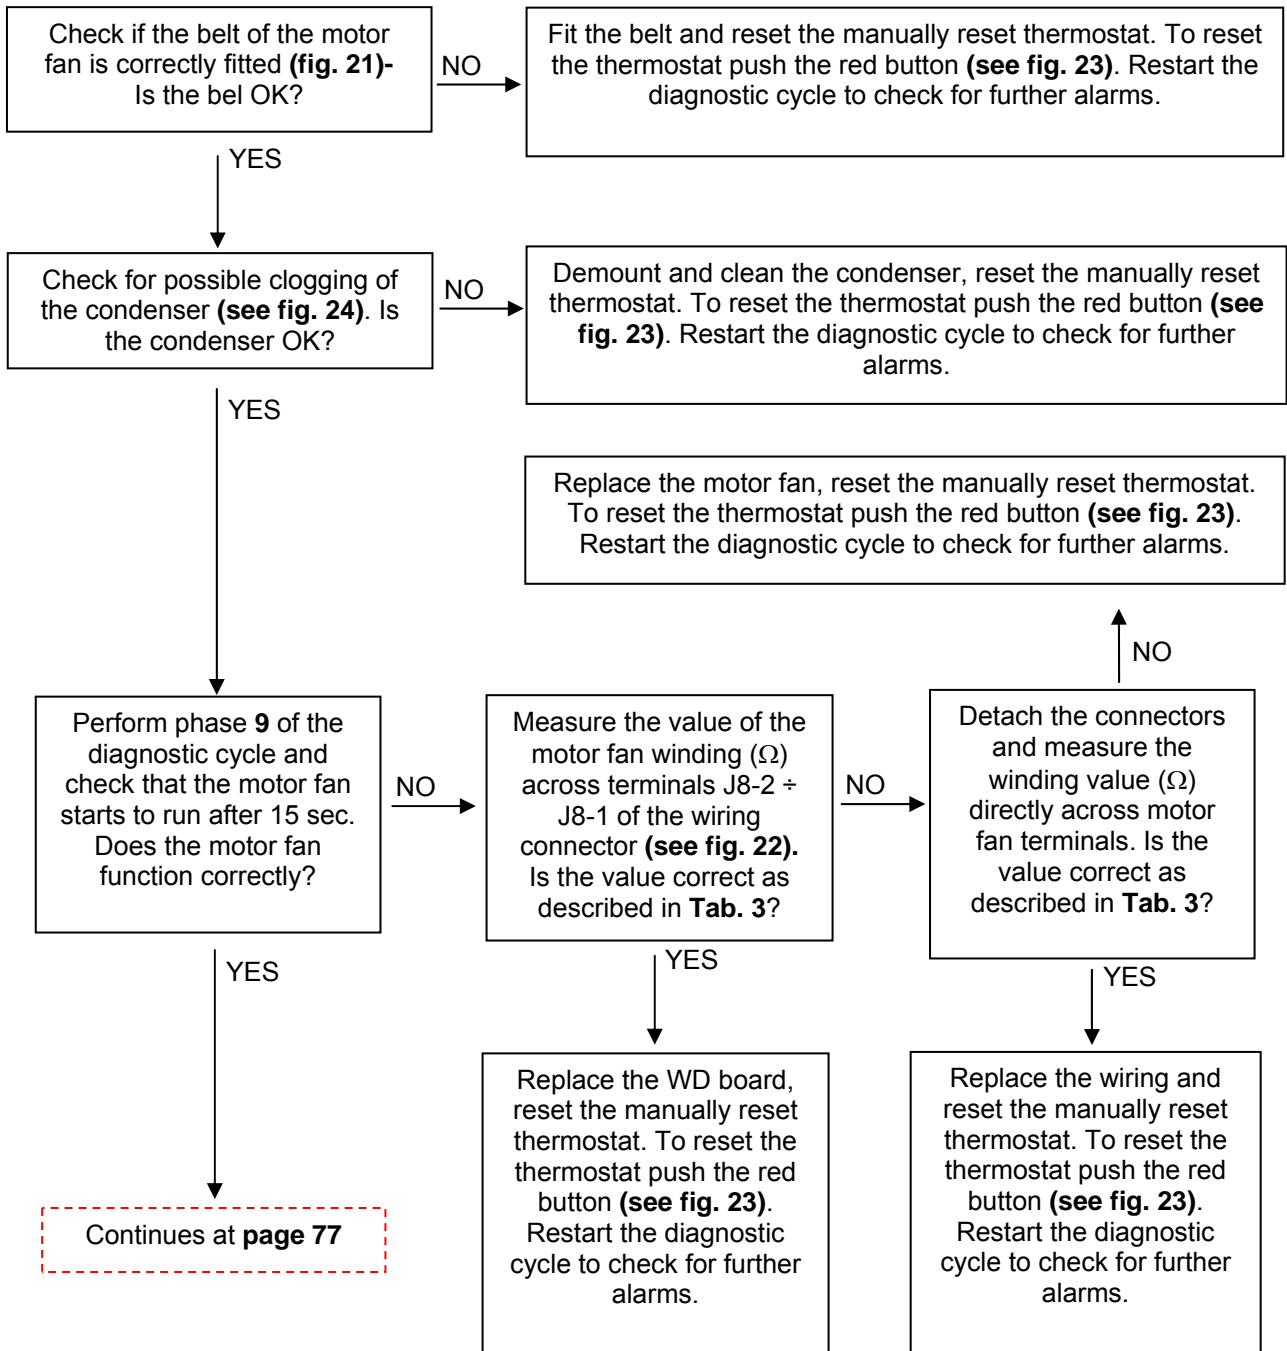 Check if the belt of the motor
fan is correctly fitted (fig. 21)-
Is the bel OK?
NO
Fit the belt and reset the manually reset thermostat. To reset
the thermostat push the red button (see fig. 23). Restart the
diagnostic cycle to check for further alarms.
YES
Check for possible clogging of
the condenser (see fig. 24). Is
the condenser OK?
NO
Demount and clean the condenser, reset the manually reset
thermostat. To reset the thermostat push the red button (see
fig. 23). Restart the diagnostic cycle to check for further
alarms.
YES
Replace the motor fan, reset the manually reset thermostat.
To reset the thermostat push the red button (see fig. 23).
Restart the diagnostic cycle to check for further alarms.
NO
Perform phase 9 of the
diagnostic cycle and
check that the motor fan
starts to run after 15 sec.
Does the motor fan
function correctly?
NO
Measure the value of the
motor fan winding (Ω)
across terminals J8-2 ÷
J8-1 of the wiring
connector (see fig. 22).
Is the value correct as
described in Tab. 3?
NO
Detach the connectors
and measure the
winding value (Ω)
directly across motor
fan terminals. Is the
value correct as
described in Tab. 3?
YES
YES
YES
Continues at page 77
Replace the WD board,
reset the manually reset
thermostat. To reset the
thermostat push the red
button (see fig. 23).
Restart the diagnostic
cycle to check for further
alarms.
Replace the wiring and
reset the manually reset
thermostat. To reset the
thermostat push the red
button (see fig. 23).
Restart the diagnostic
cycle to check for further
alarms.